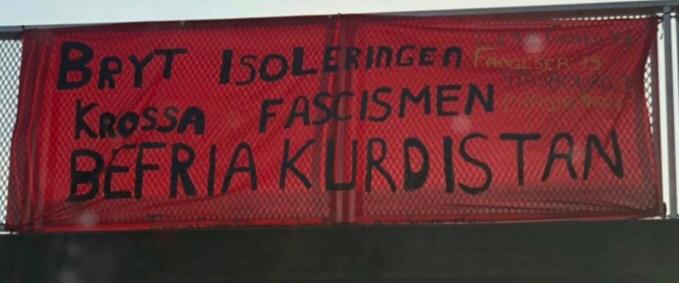 BRYT ISOLERINGEN
KROSSA FASCISMEN
BEFRIA KURDISTAN